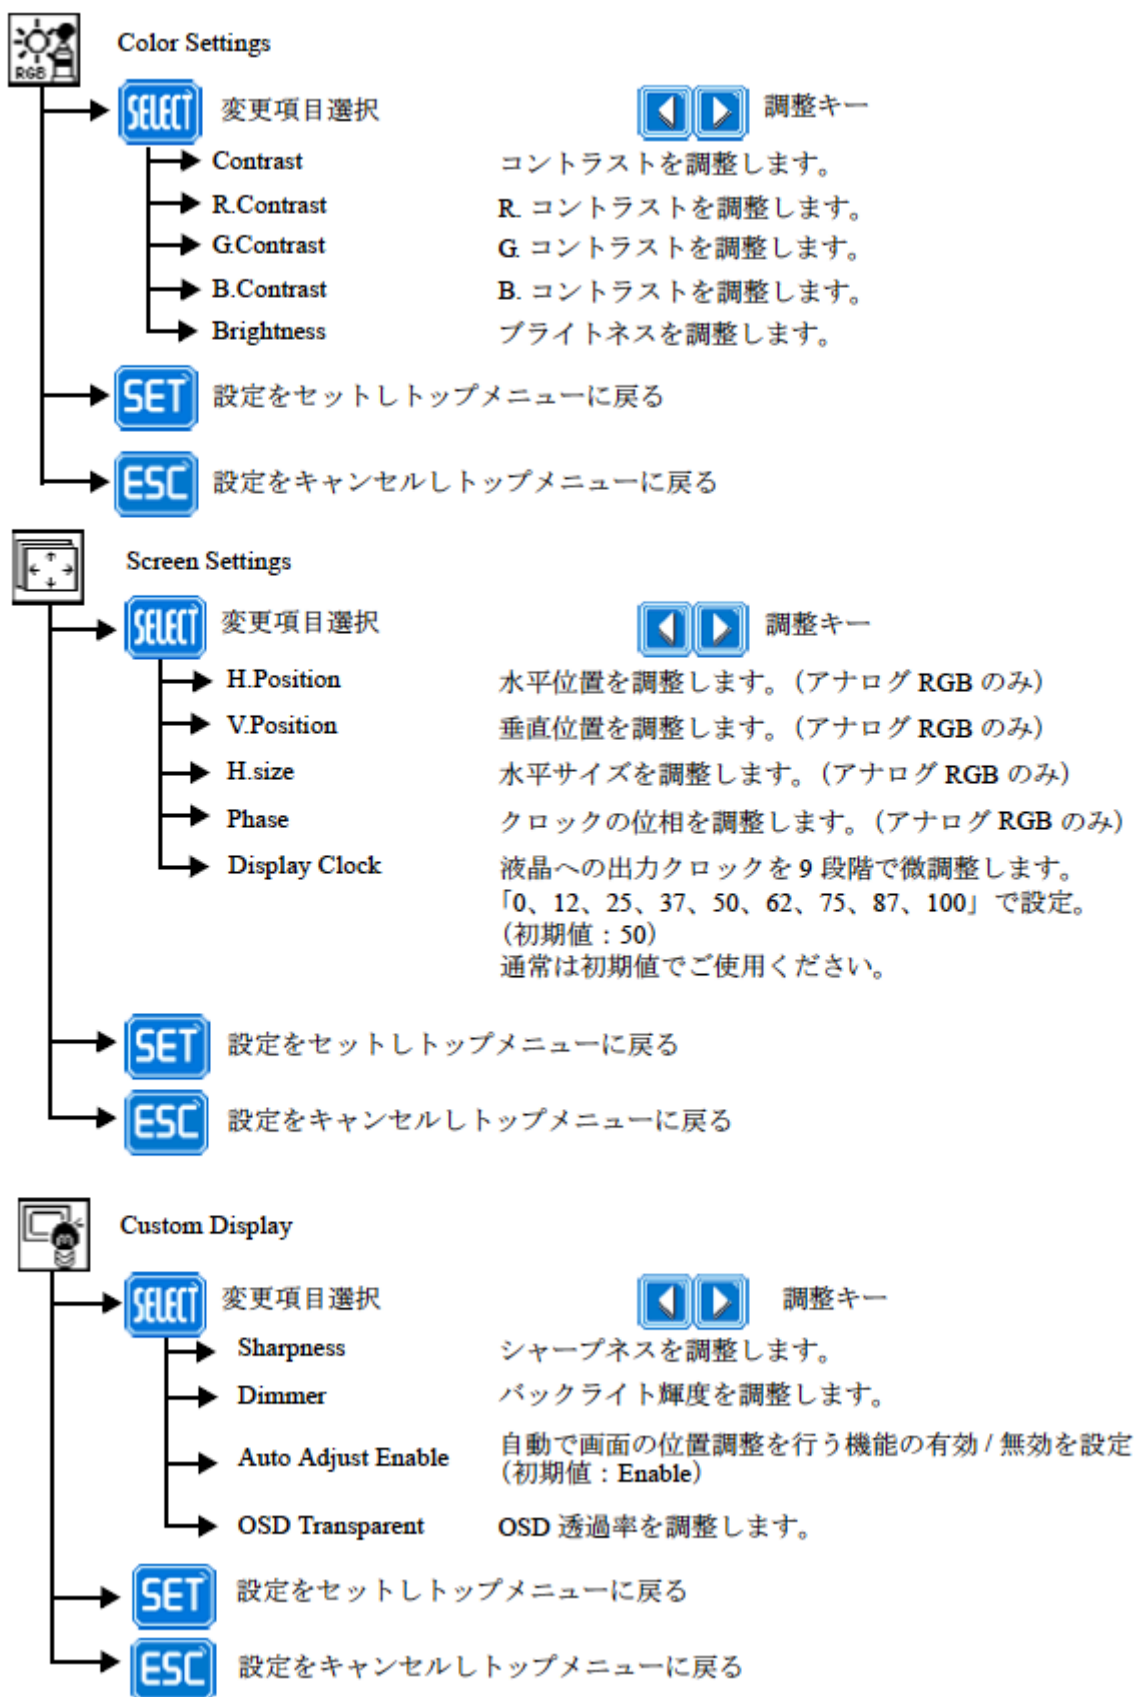 RGB
Color Settings
SELECT 変更項目選択 調整キー
Contrast コントラストを調整します。
R.Contrast R. コントラストを調整します。
G.Contrast G. コントラストを調整します。
B.Contrast B. コントラストを調整します。
Brightness ブライトネスを調整します。
SET 設定をセットしトップメニューに戻る
ESC 設定をキャンセルしトップメニューに戻る
Screen Settings
SELECT 変更項目選択 調整キー
H.Position 水平位置を調整します。（アナログ RGB のみ）
V.Position 垂直位置を調整します。（アナログ RGB のみ）
H.size 水平サイズを調整します。（アナログ RGB のみ）
Phase クロックの位相を調整します。（アナログ RGB のみ）
Display Clock 液晶への出力クロックを 9 段階で微調整します。
「0、12、25、37、50、62、75、87、100」で設定。
（初期値：50）
通常は初期値でご使用ください。
SET 設定をセットしトップメニューに戻る
ESC 設定をキャンセルしトップメニューに戻る
Custom Display
SELECT 変更項目選択 調整キー
Sharpness シャープネスを調整します。
Dimmer バックライト輝度を調整します。
Auto Adjust Enable 自動で画面の位置調整を行う機能の有効 / 無効を設定
（初期値：Enable）
OSD Transparent OSD 透過率を調整します。
SET 設定をセットしトップメニューに戻る
ESC 設定をキャンセルしトップメニューに戻る